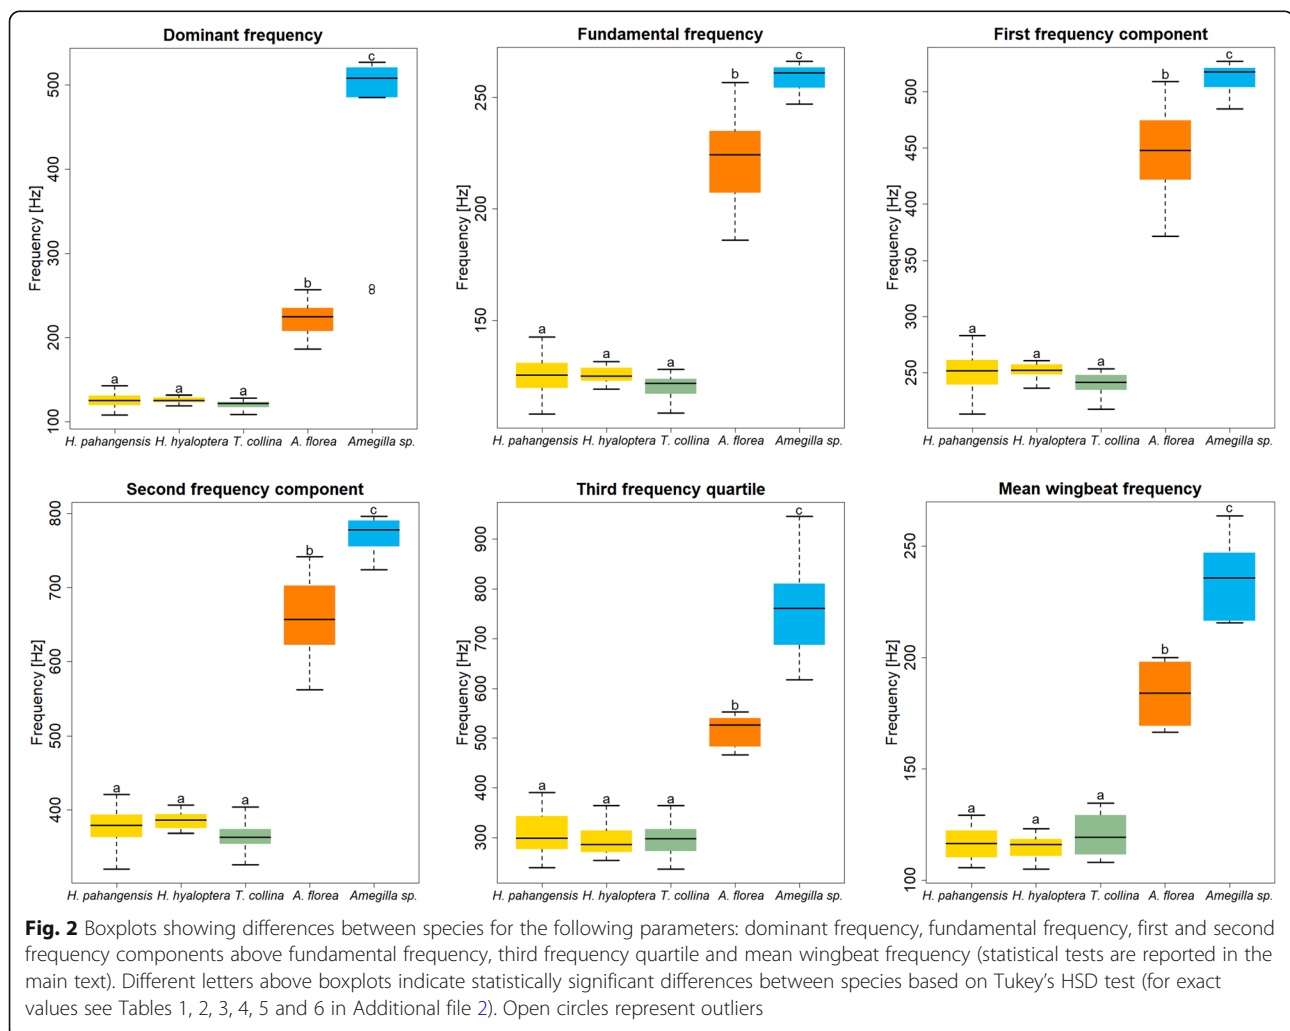 Dominant frequency
Fundamental frequency
First frequency component
Frequency [Hz]
500
400
300
200
100
a
a
a
b
c
H. pahangensis
H. hyaloptera
T. collina
A. florea
Amegilla sp.
Frequency [Hz]
250
200
150
a
a
a
b
c
H. pahangensis
H. hyaloptera
T. collina
A. florea
Amegilla sp.
Frequency [Hz]
500
450
400
350
300
250
a
a
a
b
c
H. pahangensis
H. hyaloptera
T. collina
A. florea
Amegilla sp.
Second frequency component
Third frequency quartile
Mean wingbeat frequency
Frequency [Hz]
800
700
600
500
400
a
a
a
b
c
H. pahangensis
H. hyaloptera
T. collina
A. florea
Amegilla sp.
Frequency [Hz]
900
800
700
600
500
400
300
a
a
a
b
c
H. pahangensis
H. hyaloptera
T. collina
A. florea
Amegilla sp.
Frequency [Hz]
250
200
150
100
a
a
a
b
c
H. pahangensis
H. hyaloptera
T. collina
A. florea
Amegilla sp.
Fig. 2 Boxplots showing differences between species for the following parameters: dominant frequency, fundamental frequency, first and second
frequency components above fundamental frequency, third frequency quartile and mean wingbeat frequency (statistical tests are reported in the
main text). Different letters above boxplots indicate statistically significant differences between species based on Tukey's HSD test (for exact
values see Tables 1, 2, 3, 4, 5 and 6 in Additional file 2). Open circles represent outliers